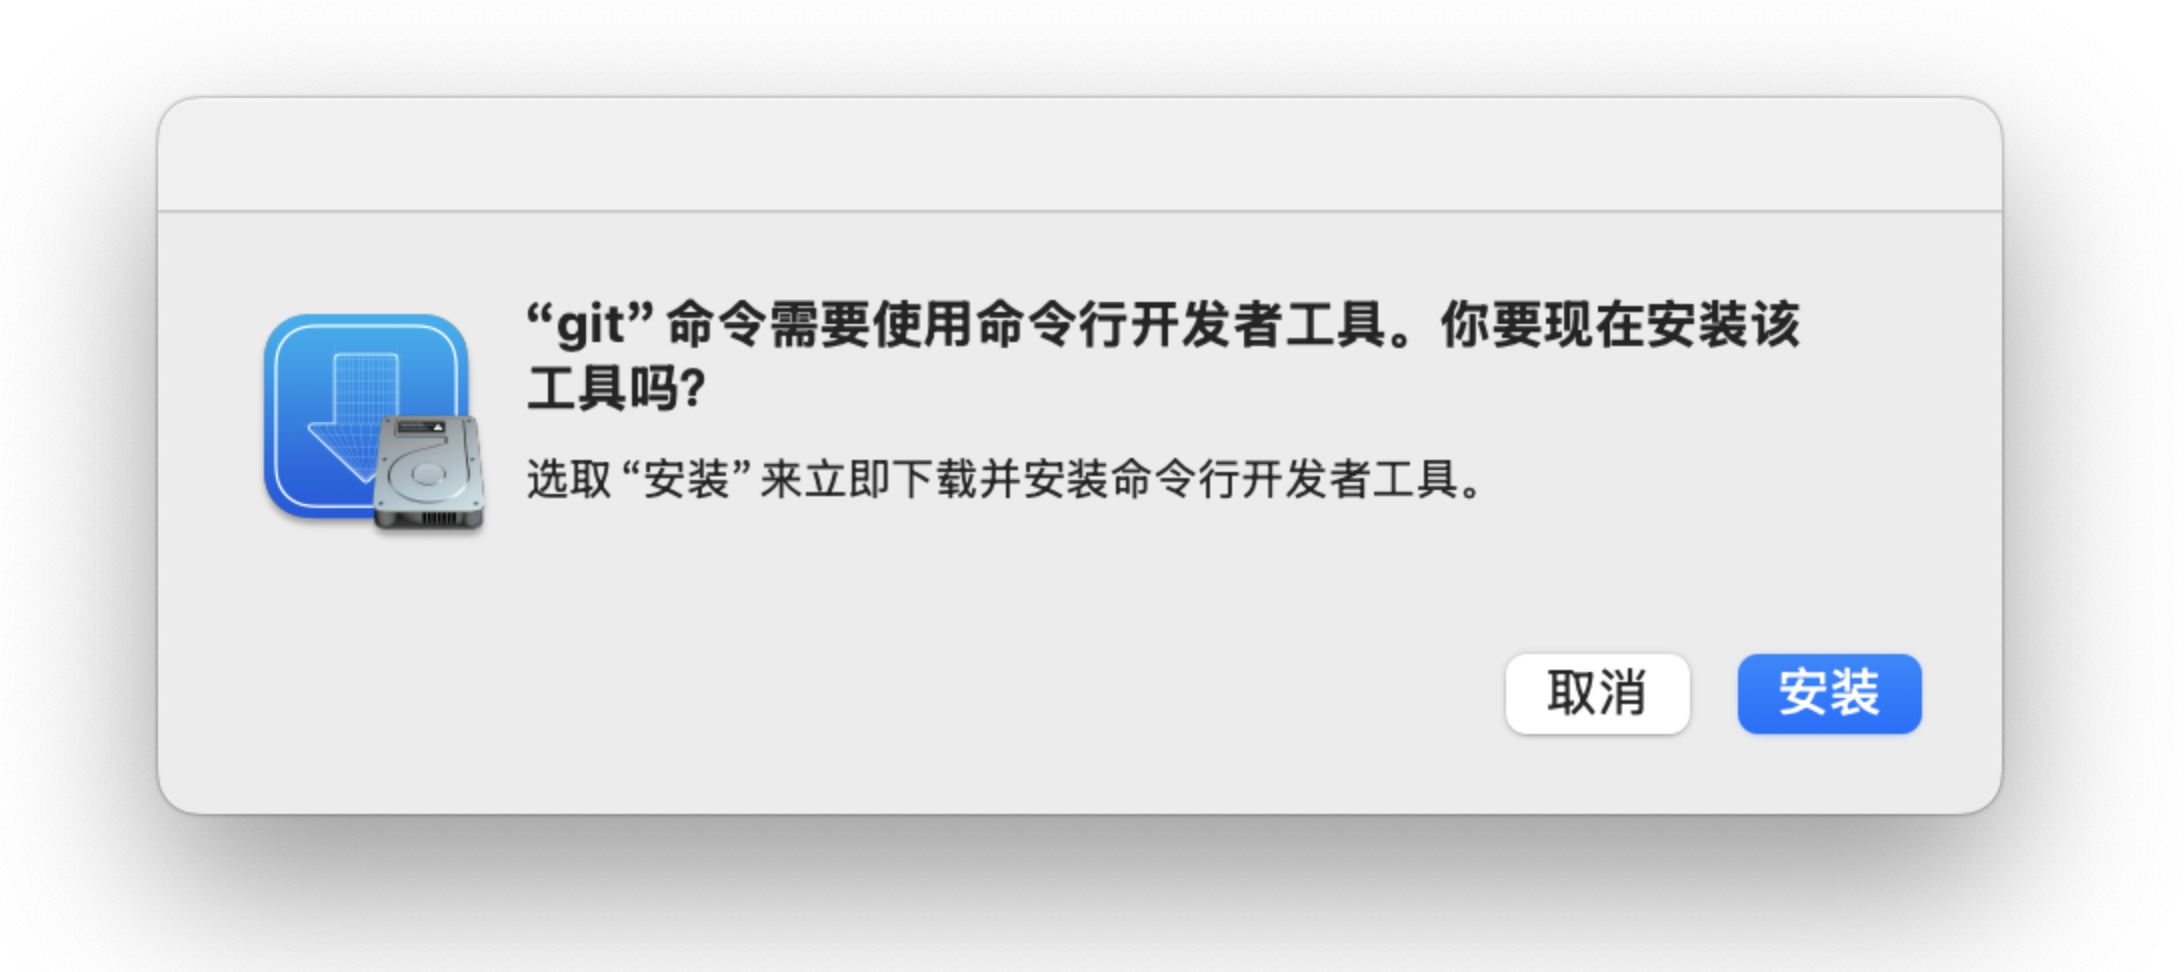 “git” 命令需要使用命令行开发者工具。你要现在安装该
工具吗?
选取 “安装” 来立即下载并安装命令行开发者工具。
取消
安装